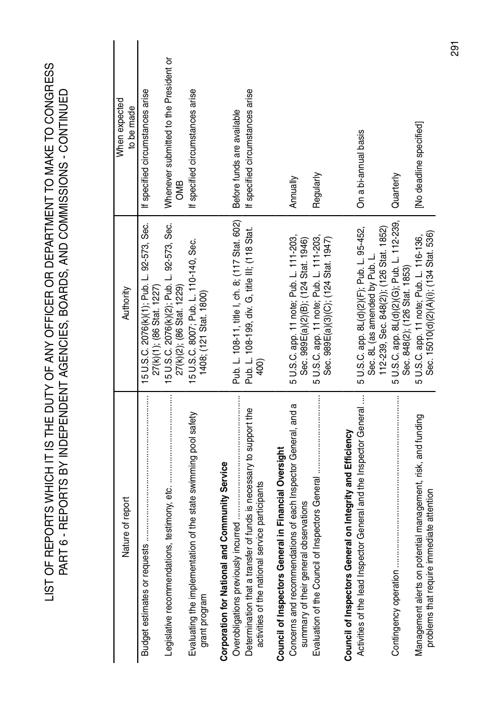 LIST OF REPORTS WHICH IT IS THE DUTY OF ANY OFFICER OR DEPARTMENT TO MAKE TO CONGRESS
PART 6 - REPORTS BY INDEPENDENT AGENCIES, BOARDS, AND COMMISSIONS - CONTINUED
Nature of report Authority When expected
to be made
Budget estimates or requests 15 U.S.C. 2076(k)(1); Pub. L. 92-573, Sec. If specified circumstances arise
27(k)(1); (86 Stat. 1227)
Legislative recommendations, testimony, etc 15 U.S.C. 2076(k)(2); Pub. L. 92-573, Sec. Whenever submitted to the President or
27(k)(2); (86 Stat. 1229) OMB
Evaluating the implementation of the state swimming pool safety 15 U.S.C. 8007; Pub. L. 110-140, Sec. If specified circumstances arise
grant program 1408; (121 Stat. 1800)
Corporation for National and Community Service
Overobligations previously incurred Pub. L. 108-11, title I, ch. 8; (117 Stat. 602) Before funds are available
Determination that a transfer of funds is necessary to support the Pub. L. 108-199, div. G, title III; (118 Stat. If specified circumstances arise
activities of the national service participants 400)
Council of Inspectors General in Financial Oversight
Concerns and recommendations of each Inspector General, and a 5 U.S.C. app. 11 note; Pub. L. 111-203, Annually
summary of their general observations Sec. 989E(a)(2)(B); (124 Stat. 1946)
Evaluation of the Council of Inspectors General 5 U.S.C. app. 11 note; Pub. L. 111-203, Regularly
Sec. 989E(a)(3)(C); (124 Stat. 1947)
Council of Inspectors General on Integrity and Efficiency
Activities of the lead Inspector General and the Inspector General 5 U.S.C. app. 8L(d)(2)(F); Pub. L. 95-452, On a bi-annual basis
Sec. 8L (as amended by Pub. L.
112-239, Sec. 848(2)); (126 Stat. 1852)
Contingency operation 5 U.S.C. app. 8L(d)(2)(G); Pub. L. 112-239, Quarterly
Sec. 848(2); (126 Stat. 1853)
Management alerts on potential management, risk, and funding 5 U.S.C. app. 11 note; Pub. L. 116-136, [No deadline specified]
problems that require immediate attention Sec. 15010(d)(2)(A)(i); (134 Stat. 536)
291